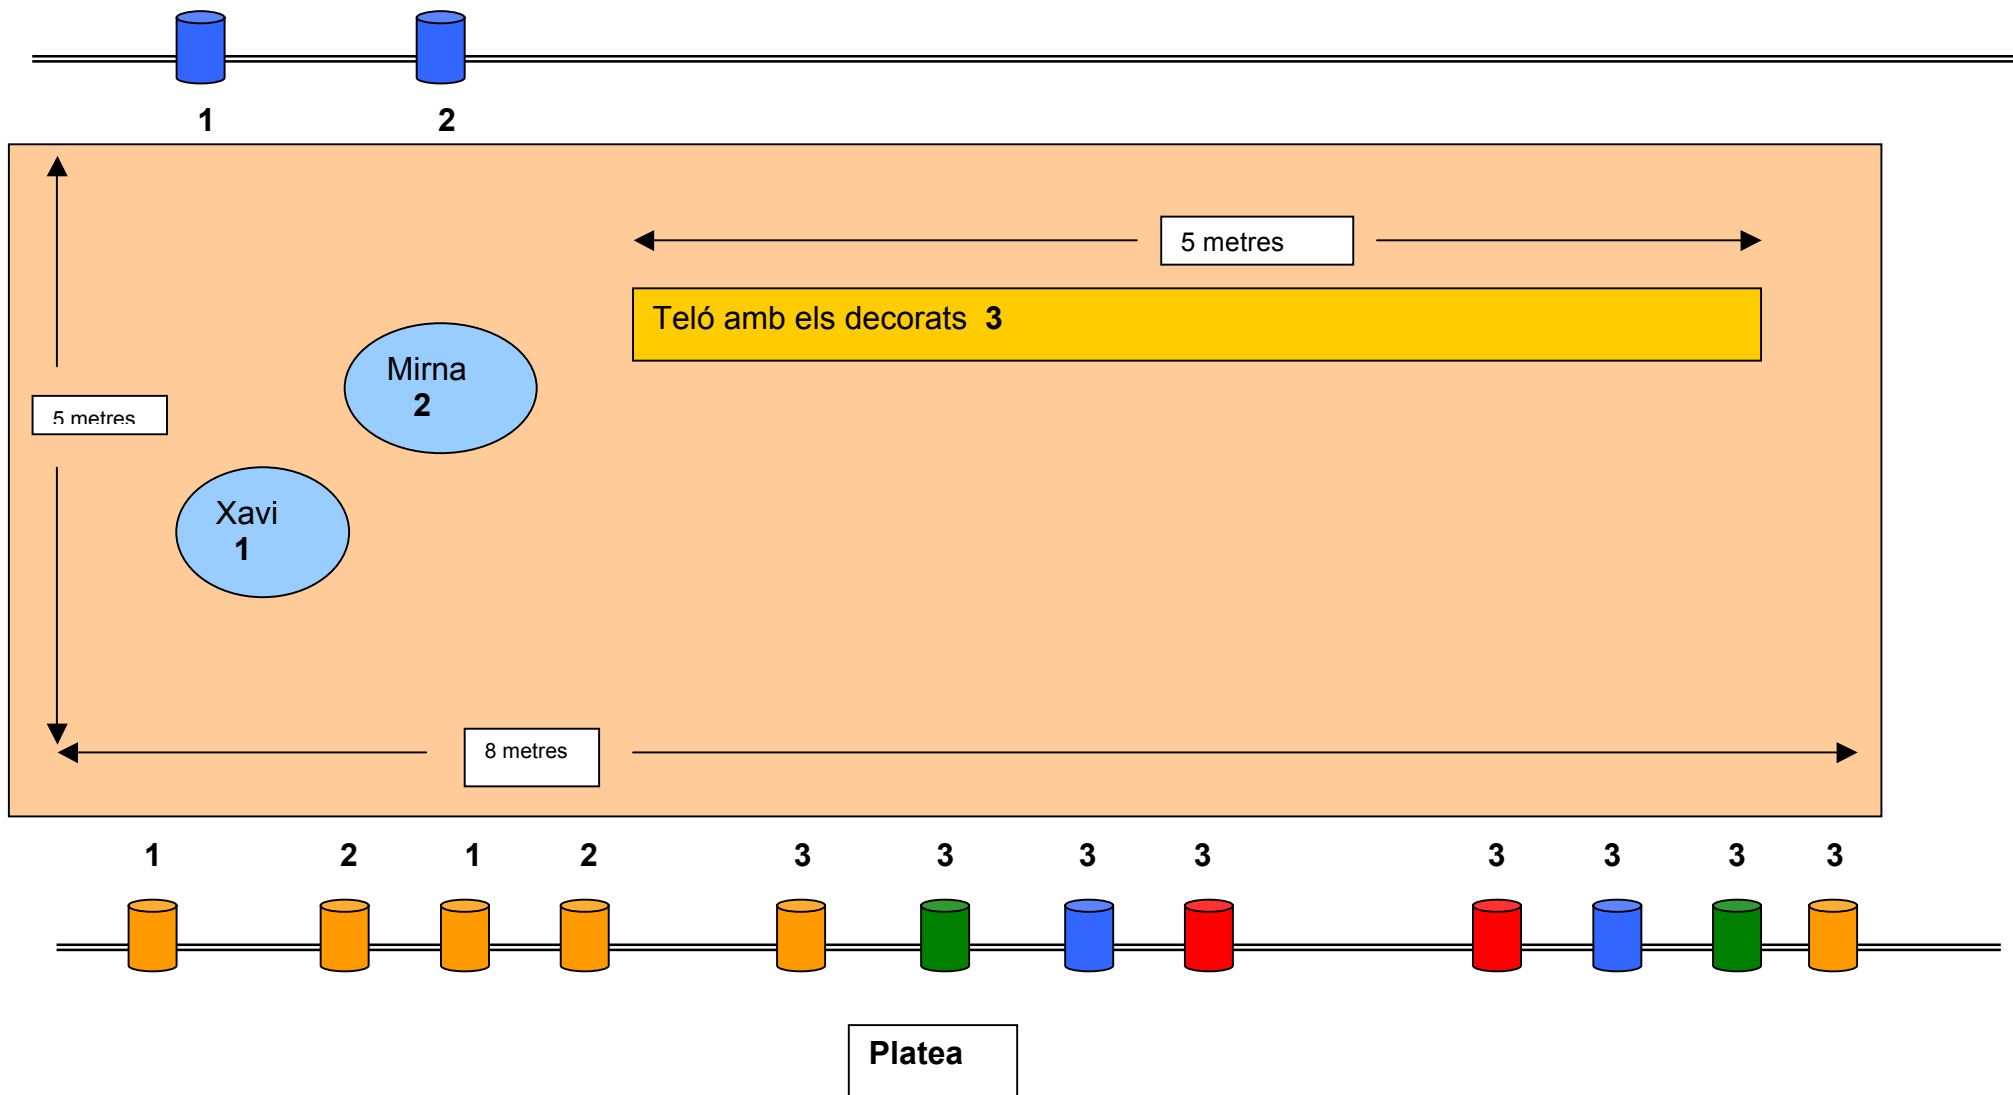 1 2
5 metres
Teló amb els decorats 3
Mirna
2
5 metres
Xavi
1
8 metres
1 2 1 2 3 3 3 3 3 3 3 3
Platea